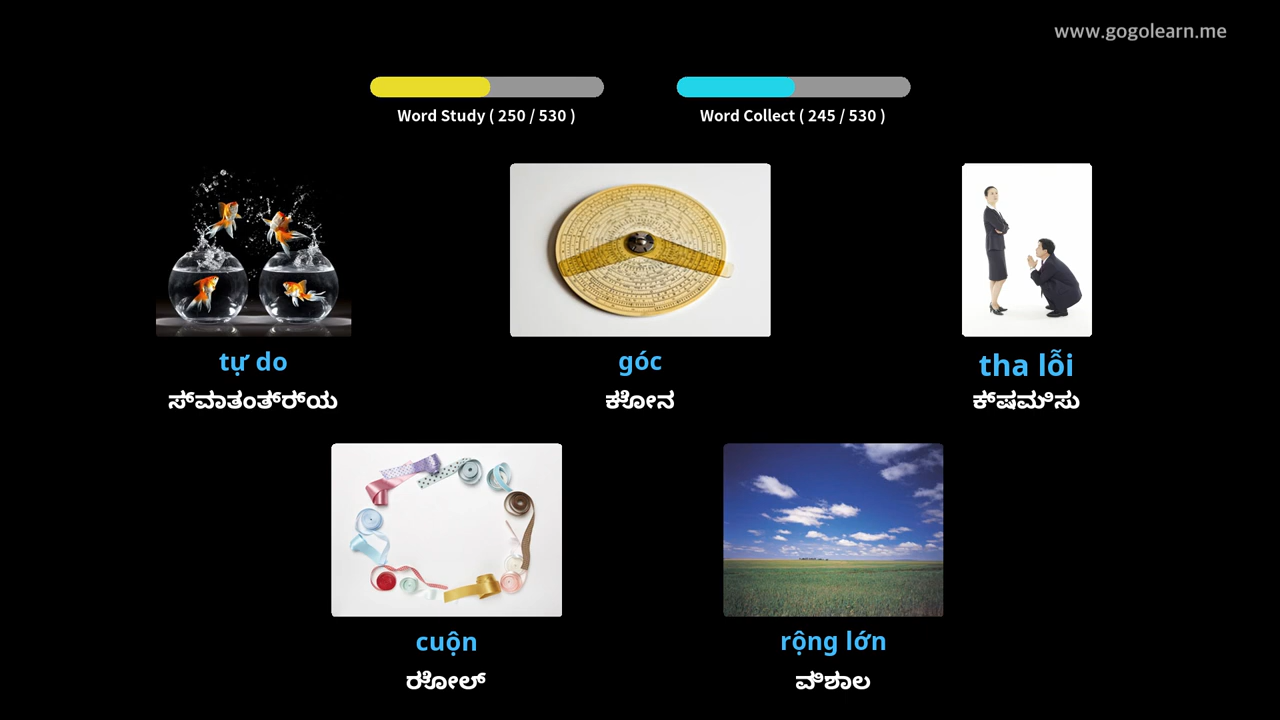 www.gogolearn.me
Word Study ( 250 / 530 )
Word Collect ( 245 / 530 )
tự do
góc
tha lỗi
ಸ್ವಾತಂತ್ರ್ಯ
ಕೋನ
ಕ್ಷಮಿಸು
cuộn
rộng lớn
ರೋಲ್
ವಿಶಾಲ